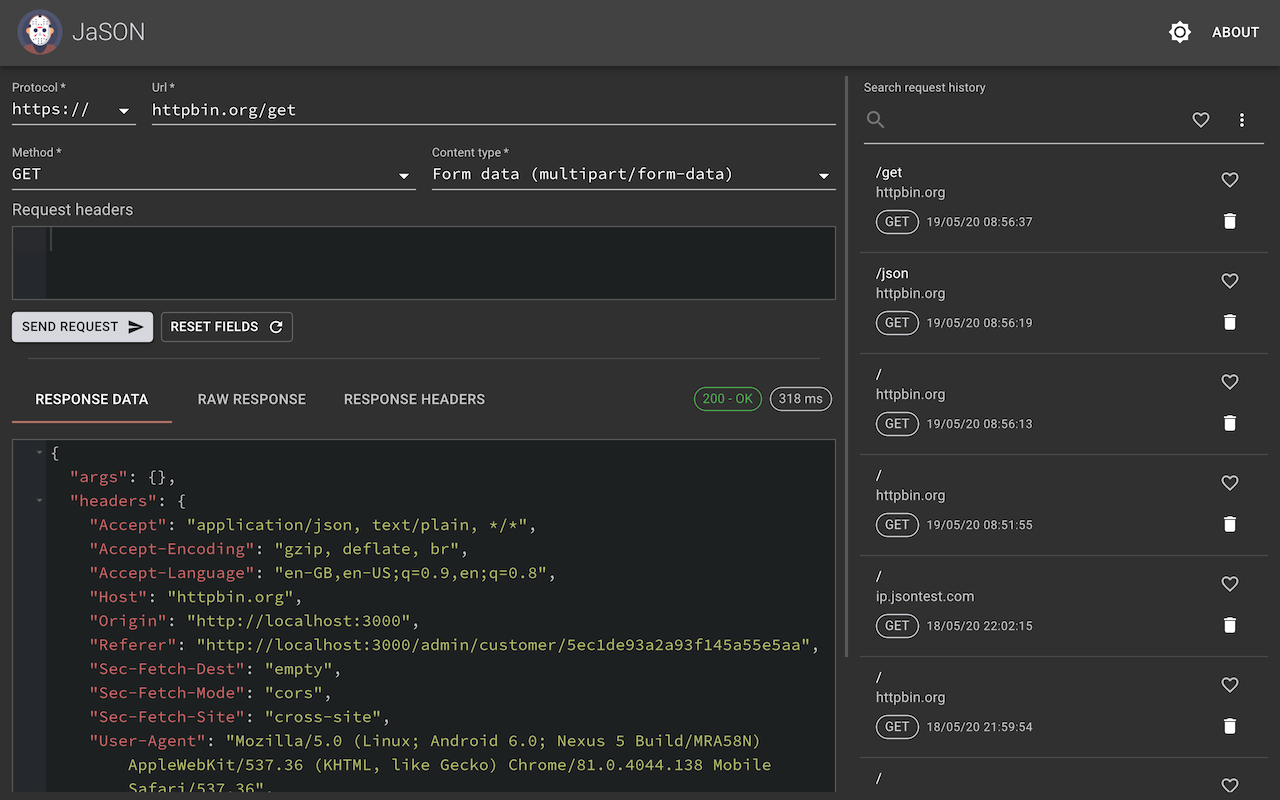 JaSON
ABOUT
Protocol *
https://
Url *
httpbin.org/get
Method *
GET
Content type *
Form data (multipart/form-data)
Request headers
SEND REQUEST
RESET FIELDS
RESPONSE DATA
RAW RESPONSE
RESPONSE HEADERS
200 - OK
318 ms
{
"args": {},
"headers": {
"Accept": "application/json, text/plain, */*",
"Accept-Encoding": "gzip, deflate, br",
"Accept-Language": "en-GB,en-US;q=0.9,en;q=0.8",
"Host": "httpbin.org",
"Origin": "http://localhost:3000",
"Referer": "http://localhost:3000/admin/customer/5ec1de93a2a93f145a55e5aa",
"Sec-Fetch-Dest": "empty",
"Sec-Fetch-Mode": "cors",
"Sec-Fetch-Site": "cross-site",
"User-Agent": "Mozilla/5.0 (Linux; Android 6.0; Nexus 5 Build/MRA58N)
AppleWebKit/537.36 (KHTML, like Gecko) Chrome/81.0.4044.138 Mobile
Safari/537.36",
Search request history
/get
httpbin.org
GET 19/05/20 08:56:37
/json
httpbin.org
GET 19/05/20 08:56:19
/
httpbin.org
GET 19/05/20 08:56:13
/
httpbin.org
GET 19/05/20 08:51:55
/
ip.jsontest.com
GET 18/05/20 22:02:15
/
httpbin.org
GET 18/05/20 21:59:54
/